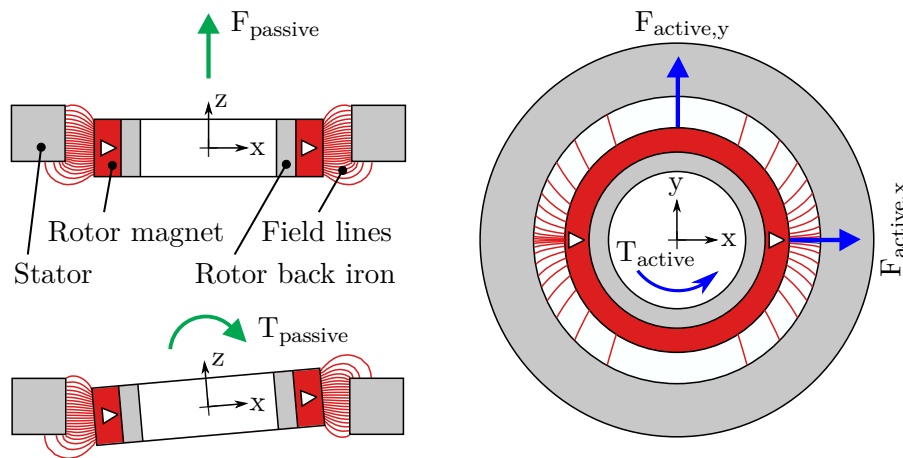 F_passive
z
x
Rotor magnet
Field lines
Stator
Rotor back iron
T_passive
z
x
F_active,y
y
x
T_active
F_active,x